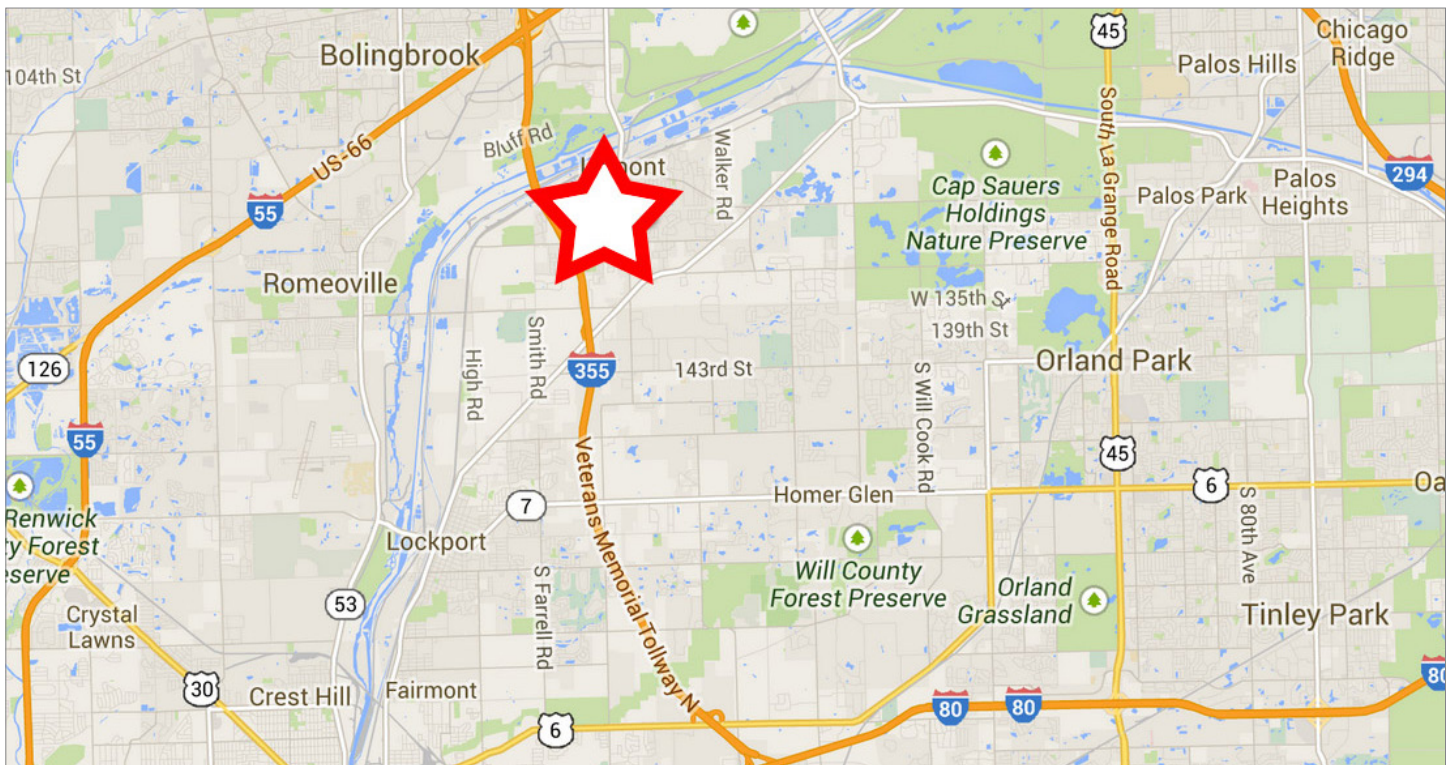 45
Chicago
Ridge
Bolingbrook
Palos Hills
104th St
US-66
Bluff Rd
Walker Rd
South La Grange Road
294
Cap Sauers
Holdings
Nature Preserve
Palos Park
Palos
Heights
55
Romeoville
W 135th St
139th St
Smith Rd
High Rd
355
143rd St
S Will Cook Rd
Orland Park
126
55
45
Veterans Memorial Tollway N
7
Homer Glen
6
S 80th Ave
Renwick
Lockport
Will County
Forest Preserve
Orland
Grassland
S Farrell Rd
53
Crystal
Lawns
Tinley Park
30
Crest Hill
Fairmont
6
80
80
80